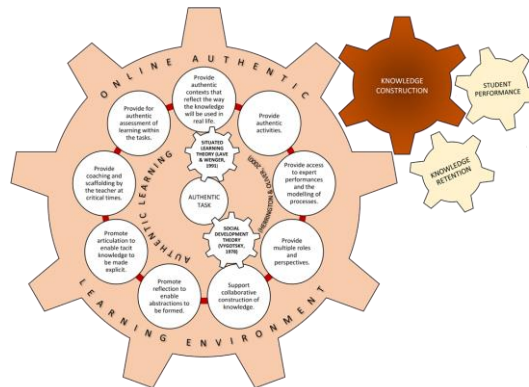 ONLINE AUTHENTIC
LEARNING ENVIRONMENT
Provide
authentic
contexts that
reflect the way
the knowledge
will be used in
real life.
Provide
authentic
activities.
Provide access
to expert
performances
and the
modelling of
processes.
Provide
multiple roles
and
perspectives.
Support
collaborative
construction of
knowledge.
Promote
reflection to
enable
abstractions to
be formed.
Promote
articulation to
enable tacit
knowledge to
be made
explicit.
Provide
coaching and
scaffolding by
the teacher at
critical times.
Provide for
authentic
assessment of
learning within
the tasks.
AUTHENTIC LEARNING
(HERRINGTON & OLIVER, 2000)
SITUATED
LEARNING
THEORY (LAVE
& WENGER,
1991)
AUTHENTIC
TASK
SOCIAL
DEVELOPMENT
THEORY
(VYGOTSKY,
1978)
KNOWLEDGE
CONSTRUCTION
STUDENT
PERFORMANCE
KNOWLEDGE
RETENTION